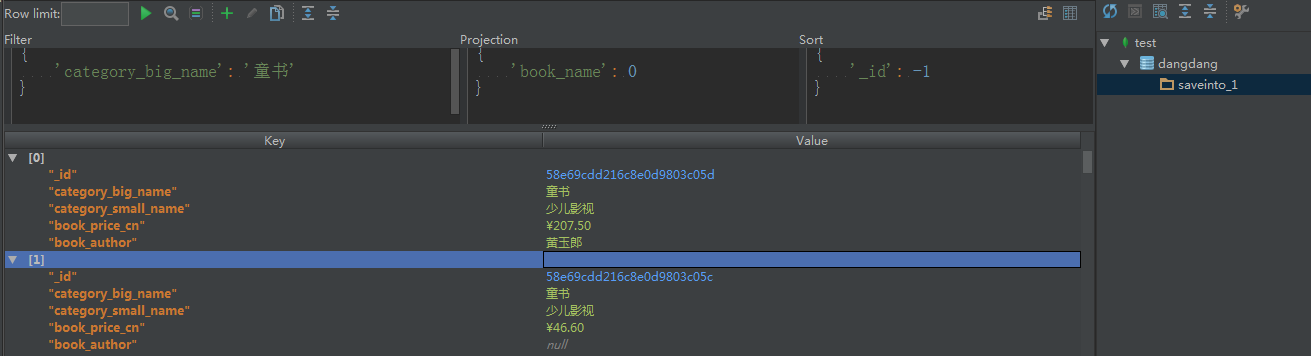 Row limit:
Filter
Projection
Sort
{
'category_big_name': '童书'
}
{
'book_name': 0
}
{
'_id': -1
}
test
dangdang
saveinto_1
Key Value
[0]
"_id" 58e69cdd216c8e0d9803c05d
"category_big_name" 童书
"category_small_name" 少儿影视
"book_price_cn" ¥207.50
"book_author" 黄玉郎
[1]
"_id" 58e69cdd216c8e0d9803c05c
"category_big_name" 童书
"category_small_name" 少儿影视
"book_price_cn" ¥46.60
"book_author" null